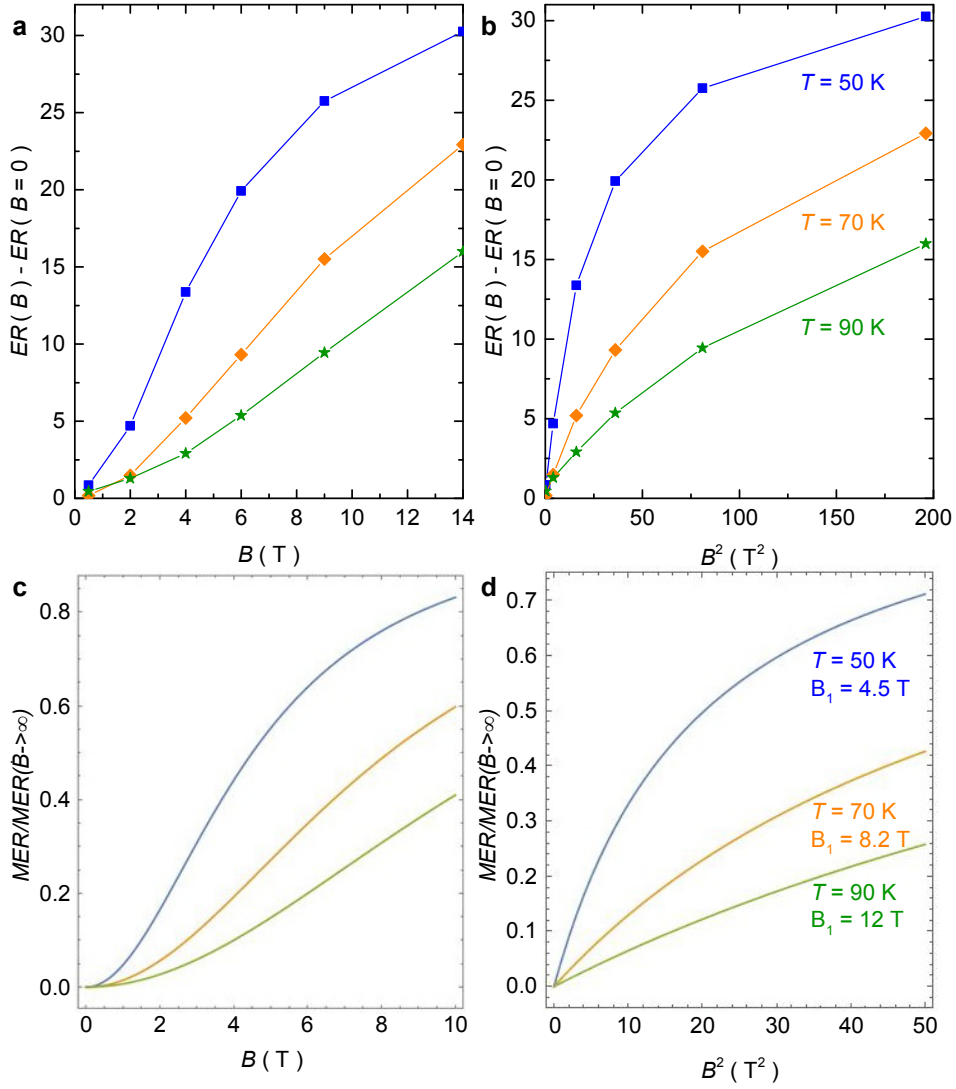 a
ER ( B ) - ER ( B = 0 )
30
25
20
15
10
5
0
0 2 4 6 8 10 12 14
B ( T )
b
ER ( B ) - ER ( B = 0 )
30
25
20
15
10
5
0
T = 50 K
T = 70 K
T = 90 K
0 50 100 150 200
B² ( T² )
c
MER/MER(B->∞)
0.8
0.6
0.4
0.2
0.0
0 2 4 6 8 10
B ( T )
d
MER/MER(B->∞)
0.7
0.6
0.5
0.4
0.3
0.2
0.1
0.0
T = 50 K
B₁ = 4.5 T
T = 70 K
B₁ = 8.2 T
T = 90 K
B₁ = 12 T
0 10 20 30 40 50
B² ( T² )